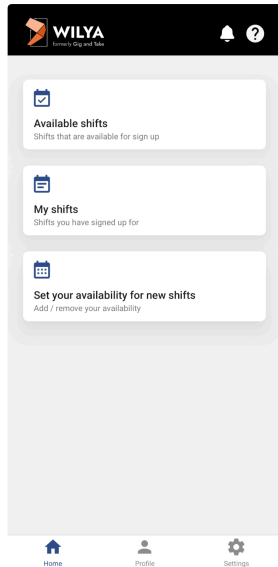 WILYA
formerly Gig and Take
Available shifts
Shifts that are available for sign up
My shifts
Shifts you have signed up for
Set your availability for new shifts
Add / remove your availability
Home
Profile
Settings